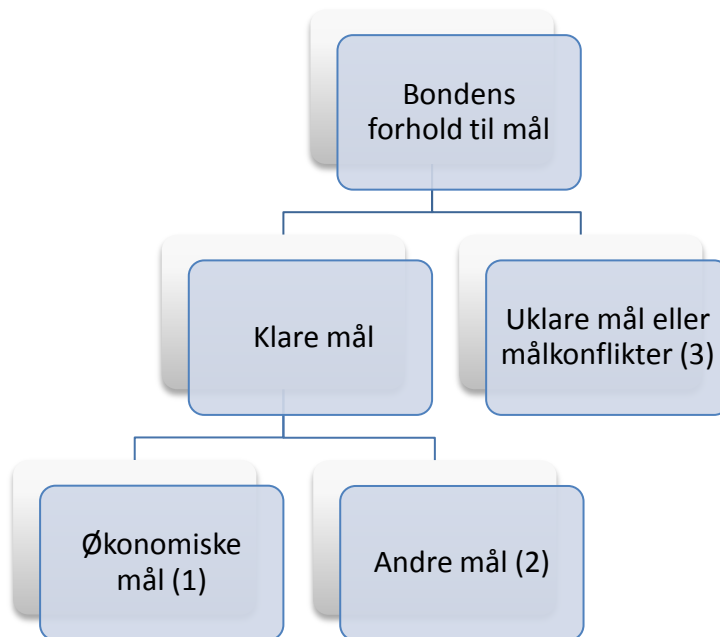 Bondens
forhold til mål
Klare mål
Uklare mål eller
målkonflikter (3)
Økonomiske
mål (1)
Andre mål (2)